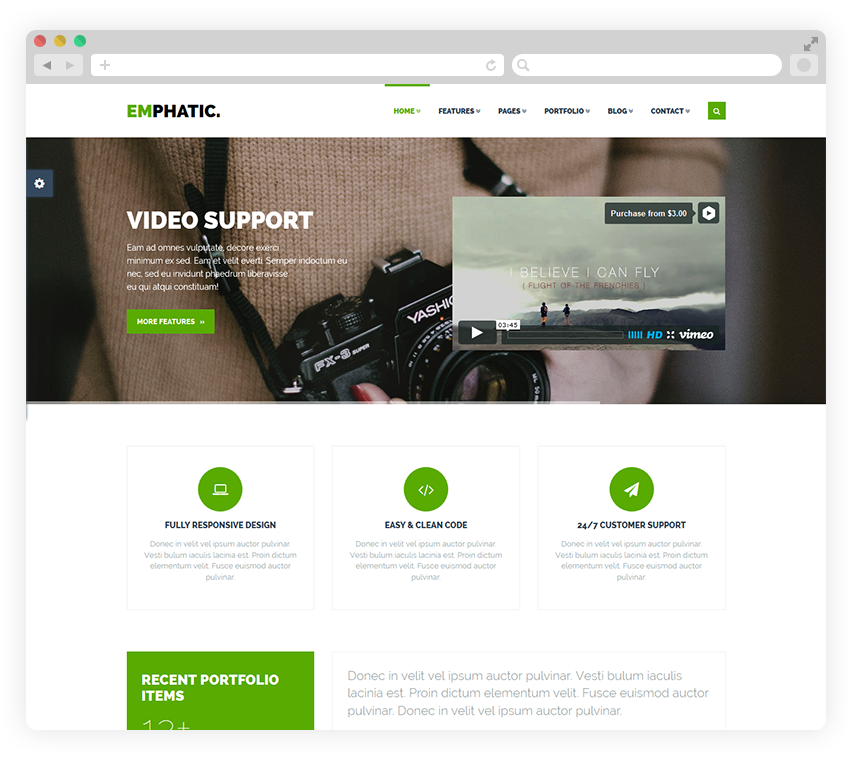 EMPHATIC.
HOME
FEATURES
PAGES
PORTFOLIO
BLOG
CONTACT
VIDEO SUPPORT
Eam ad omnes vulputate, decore exerci
minimum ex sed. Eam et velit everti. Semper indoctum eu
nec, sed eu invidunt phaedrum liberavisse
eu qui atqui constituam!
MORE FEATURES »
Purchase from $3.00
I BELIEVE I CAN FLY
( FLIGHT OF THE FRENCHIES )
03:45
HD
vimeo
YASHIC
FX-3 SUPER
FULLY RESPONSIVE DESIGN
Donec in velit vel ipsum auctor pulvinar.
Vesti bulum iaculis lacinia est. Proin dictum
elementum velit. Fusce euismod auctor
pulvinar.
EASY & CLEAN CODE
Donec in velit vel ipsum auctor pulvinar.
Vesti bulum iaculis lacinia est. Proin dictum
elementum velit. Fusce euismod auctor
pulvinar.
24/7 CUSTOMER SUPPORT
Donec in velit vel ipsum auctor pulvinar.
Vesti bulum iaculis lacinia est. Proin dictum
elementum velit. Fusce euismod auctor
pulvinar.
RECENT PORTFOLIO
ITEMS
12+
Donec in velit vel ipsum auctor pulvinar. Vesti bulum iaculis
lacinia est. Proin dictum elementum velit. Fusce euismod auctor
pulvinar. Donec in velit vel ipsum auctor pulvinar.